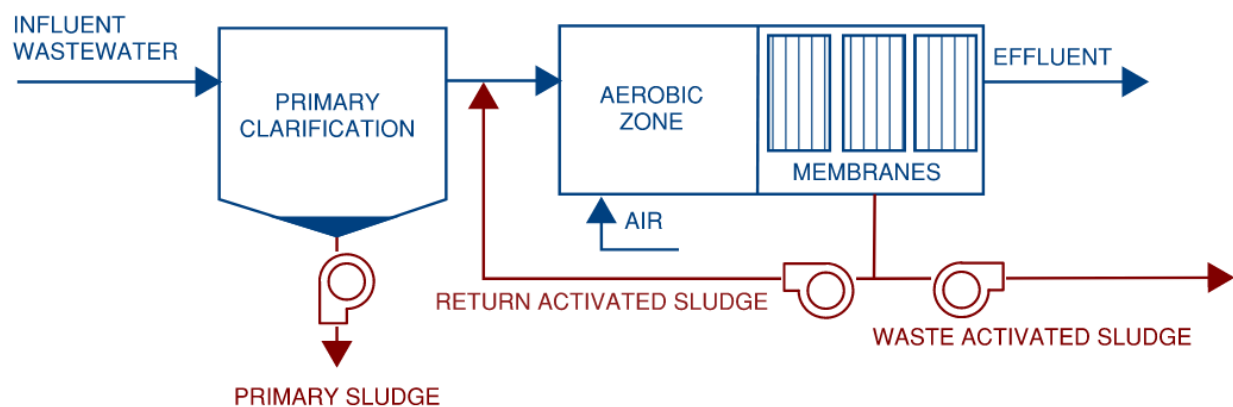 INFLUENT
WASTEWATER
PRIMARY
CLARIFICATION
AEROBIC
ZONE
MEMBRANES
EFFLUENT
AIR
RETURN ACTIVATED SLUDGE
WASTE ACTIVATED SLUDGE
PRIMARY SLUDGE